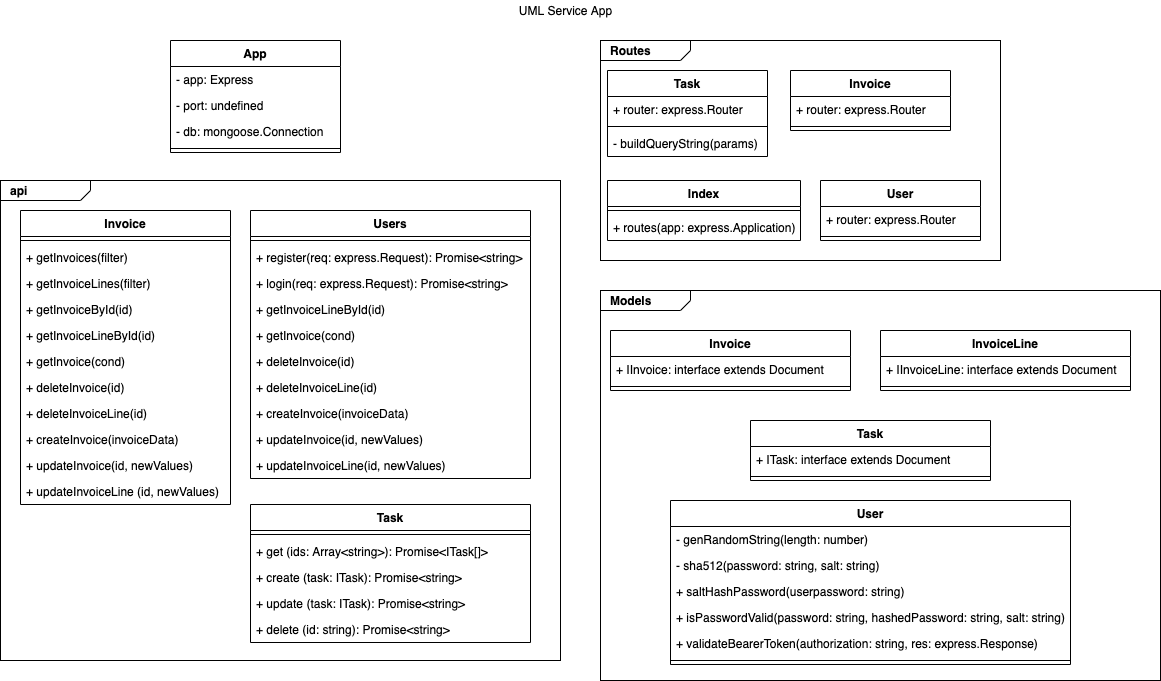 UML Service App
App
- app: Express
- port: undefined
- db: mongoose.Connection
api
Invoice
+ getInvoices(filter)
+ getInvoiceLines(filter)
+ getInvoiceById(id)
+ getInvoiceLineById(id)
+ getInvoice(cond)
+ deleteInvoice(id)
+ deleteInvoiceLine(id)
+ createInvoice(invoiceData)
+ updateInvoice(id, newValues)
+ updateInvoiceLine (id, newValues)
Users
+ register(req: express.Request): Promise<string>
+ login(req: express.Request): Promise<string>
+ getInvoiceLineById(id)
+ getInvoice(cond)
+ deleteInvoice(id)
+ deleteInvoiceLine(id)
+ createInvoice(invoiceData)
+ updateInvoice(id, newValues)
+ updateInvoiceLine(id, newValues)
Task
+ get (ids: Array<string>): Promise<ITask[]>
+ create (task: ITask): Promise<string>
+ update (task: ITask): Promise<string>
+ delete (id: string): Promise<string>
Routes
Task
+ router: express.Router
- buildQueryString(params)
Invoice
+ router: express.Router
Index
+ routes(app: express.Application)
User
+ router: express.Router
Models
Invoice
+ IInvoice: interface extends Document
InvoiceLine
+ IInvoiceLine: interface extends Document
Task
+ ITask: interface extends Document
User
- genRandomString(length: number)
- sha512(password: string, salt: string)
+ saltHashPassword(userpassword: string)
+ isPasswordValid(password: string, hashedPassword: string, salt: string)
+ validateBearerToken(authorization: string, res: express.Response)